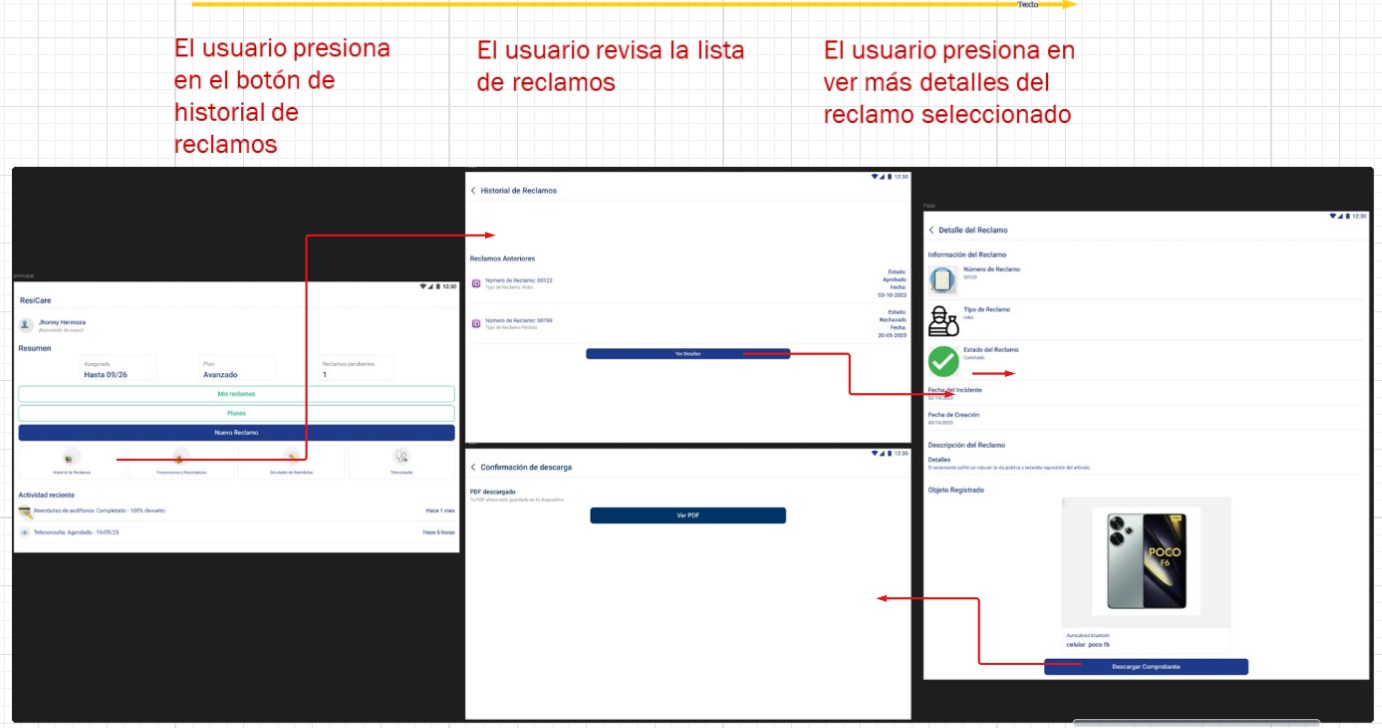 Texto
El usuario presiona
en el botón de
historial de
reclamos
El usuario revisa la lista
de reclamos
El usuario presiona en
ver más detalles del
reclamo seleccionado
principal
12:30
ResiCare
Jhonny Hermoza
¡Bienvenido de nuevo!
Resumen
Asegurado
Hasta 09/26
Plan
Avanzado
Reclamos pendientes
1
Mis reclamos
Planes
Nuevo Reclamo
Historial de Reclamos
Teleconsulta
Actividad reciente
Reembolso de audífonos: Completado - 100% devuelto
Hace 1 mes
Teleconsulta: Agendada - 19/09/25
Hace 5 horas
12:30
Historial de Reclamos
Reclamos Anteriores
Número de Reclamo: 00123
Tipo de Reclamo: Robo
Estado:
Aprobado
Fecha:
03-10-2023
Número de Reclamo: 00789
Tipo de Reclamo: Pérdida
Estado:
Rechazado
Fecha:
20-05-2023
Ver Detalles
12:30
Confirmación de descarga
PDF descargado
Tu PDF ahora está guardado en tu dispositivo
Ver PDF
12:30
Detalle del Reclamo
Información del Reclamo
Número de Reclamo
00123
Tipo de Reclamo
robo
Estado del Reclamo
Fecha del Incidente
02/10/2023
Fecha de Creación
03/10/2023
Descripción del Reclamo
Detalles
El reclamante sufrió un robo en la vía pública y necesita reposición del artículo.
Objeto Registrado
POCO
F6
Auriculares bluetooth
celular poco f6
Descargar Comprobante